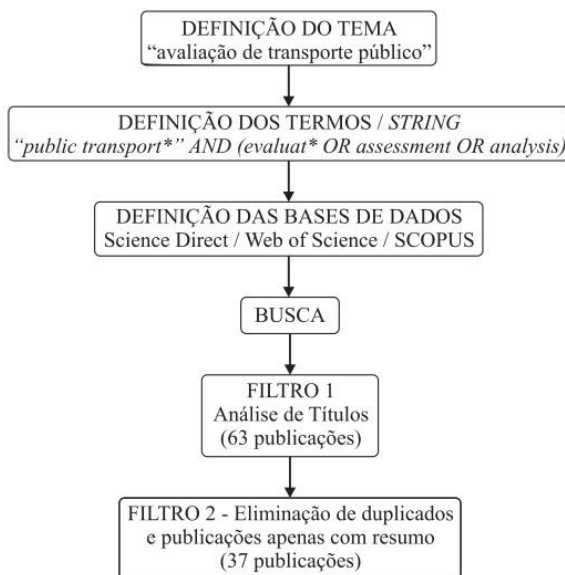 DEFINIÇÃO DO TEMA
“avaliação de transporte público”
DEFINIÇÃO DOS TERMOS / STRING
“public transport*” AND (evaluat* OR assessment OR analysis)
DEFINIÇÃO DAS BASES DE DADOS
Science Direct / Web of Science / SCOPUS
BUSCA
FILTRO 1
Análise de Títulos
(63 publicações)
FILTRO 2 - Eliminação de duplicados
e publicações apenas com resumo
(37 publicações)